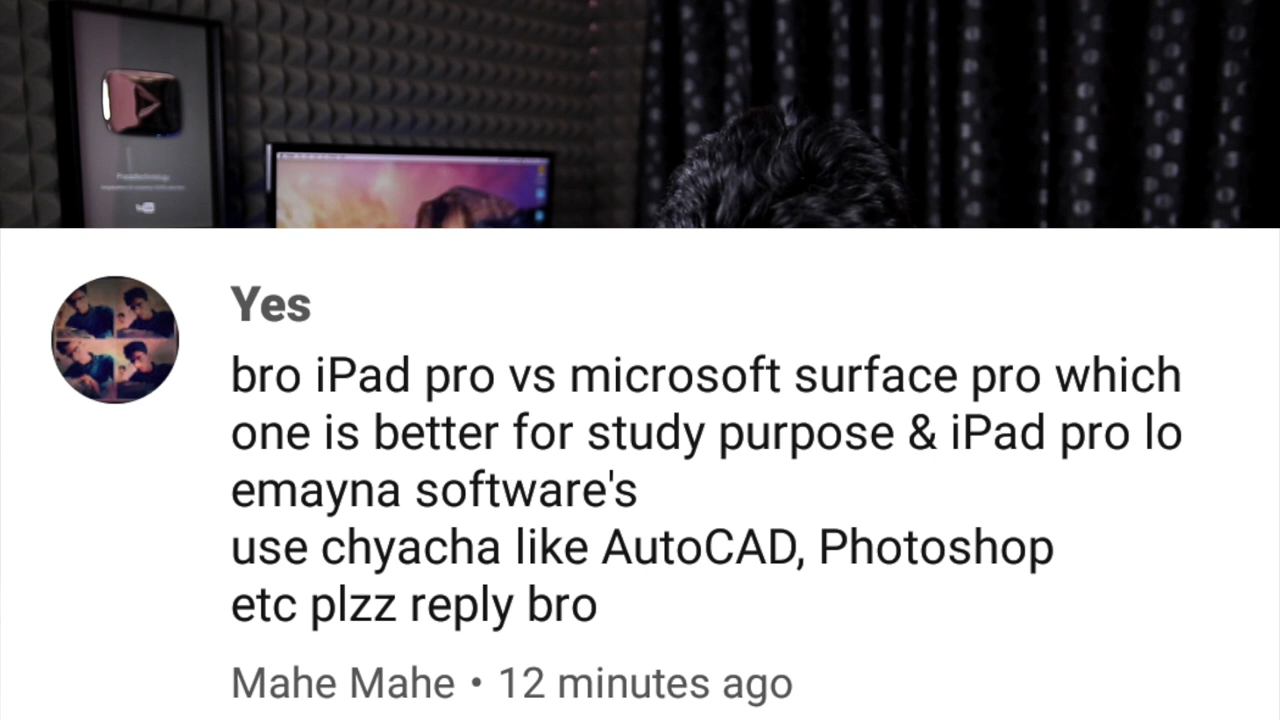 Yes
bro iPad pro vs microsoft surface pro which
one is better for study purpose & iPad pro lo
emayna software's
use chyacha like AutoCAD, Photoshop
etc plzz reply bro
Mahe Mahe • 12 minutes ago